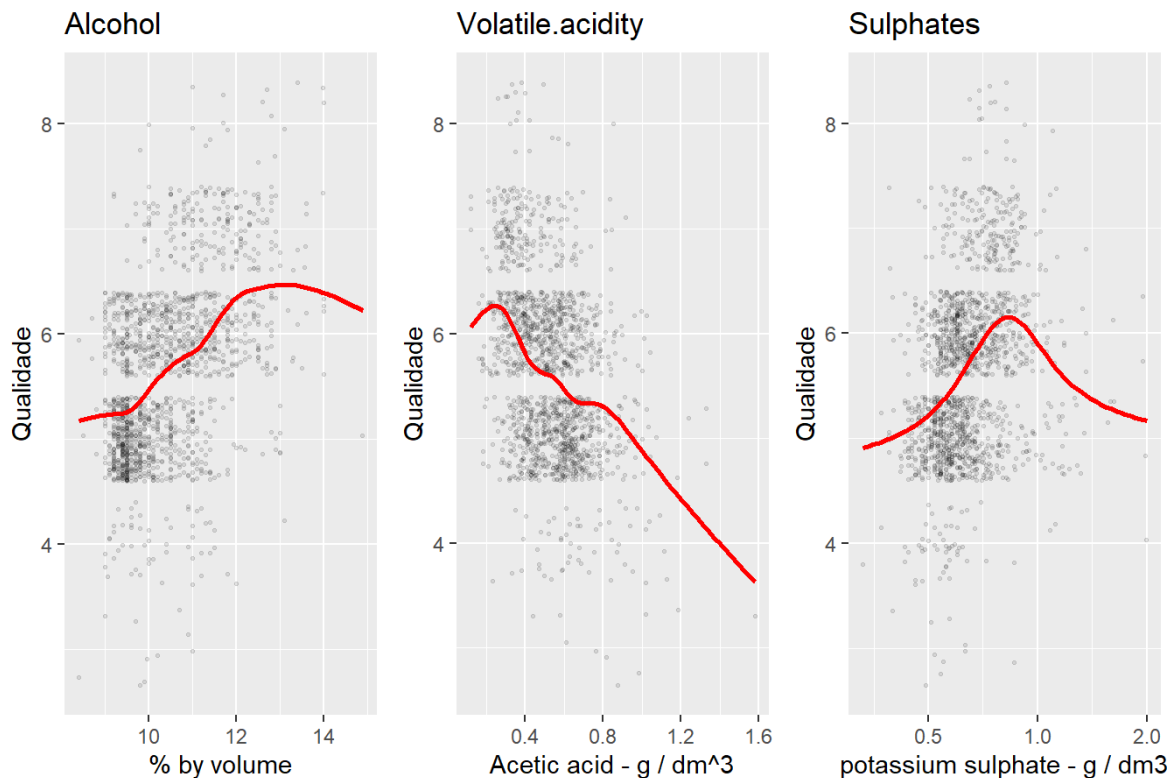 Alcohol
Qualidade
8
6
4
10 12 14
% by volume
Volatile.acidity
Qualidade
8
6
4
0.4 0.8 1.2 1.6
Acetic acid - g / dm^3
Sulphates
Qualidade
8
6
4
0.5 1.0 2.0
potassium sulphate - g / dm3